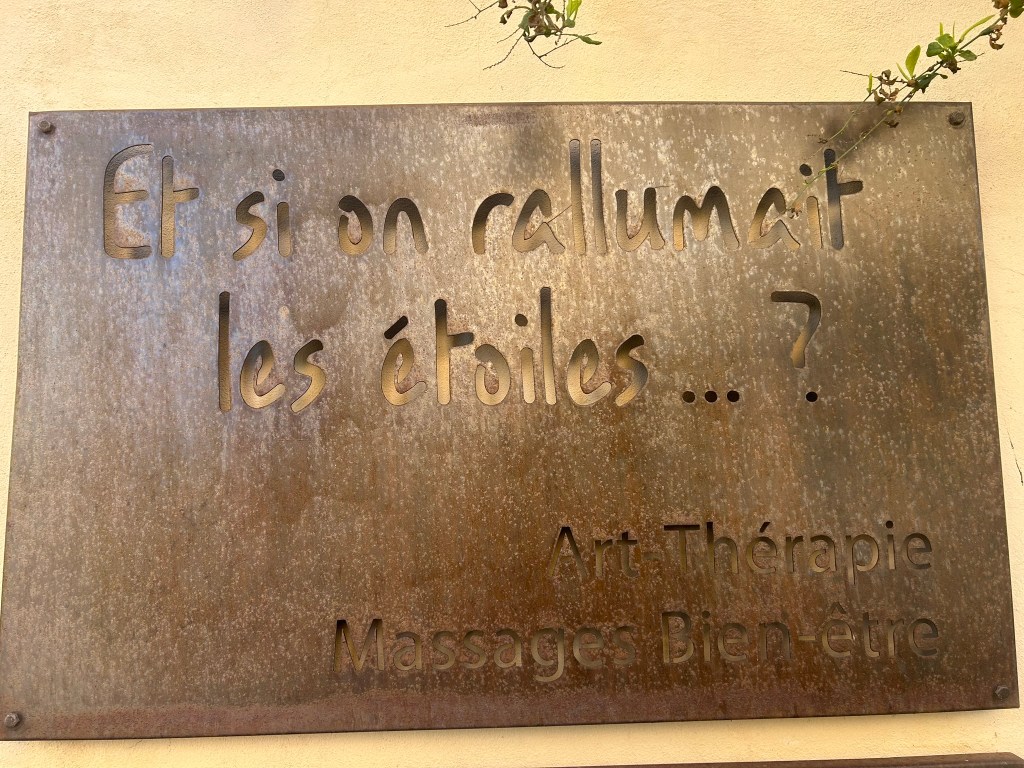 Et si on rallumait
les étoiles ... ?
Art-Thérapie
Massages Bien-être